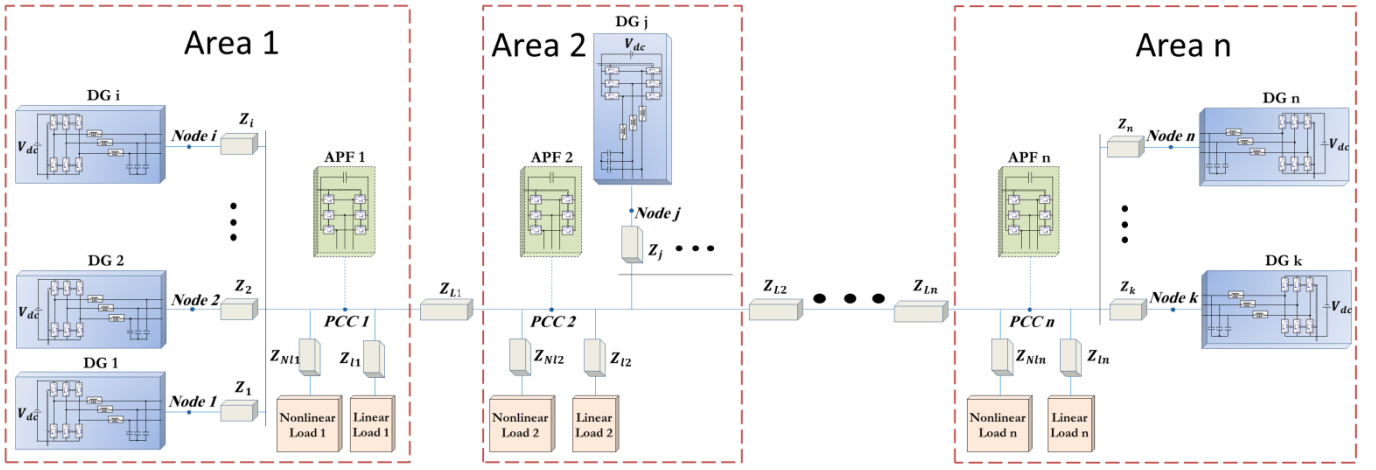 Area 1
DG i
V_dc
Node i
Z_i
APF 1
DG 2
V_dc
Node 2
Z_2
PCC 1
DG 1
V_dc
Node 1
Z_1
Z_Nl1
Z_l1
Nonlinear
Load 1
Linear
Load 1
Z_L1
Area 2
DG j
V_dc
APF 2
Node j
Z_j
PCC 2
Z_Nl2
Z_l2
Nonlinear
Load 2
Linear
Load 2
Z_L2
Z_Ln
Area n
APF n
Z_n
Node n
DG n
V_dc
PCC n
Z_k
Node k
DG k
V_dc
Z_Nln
Z_ln
Nonlinear
Load n
Linear
Load n